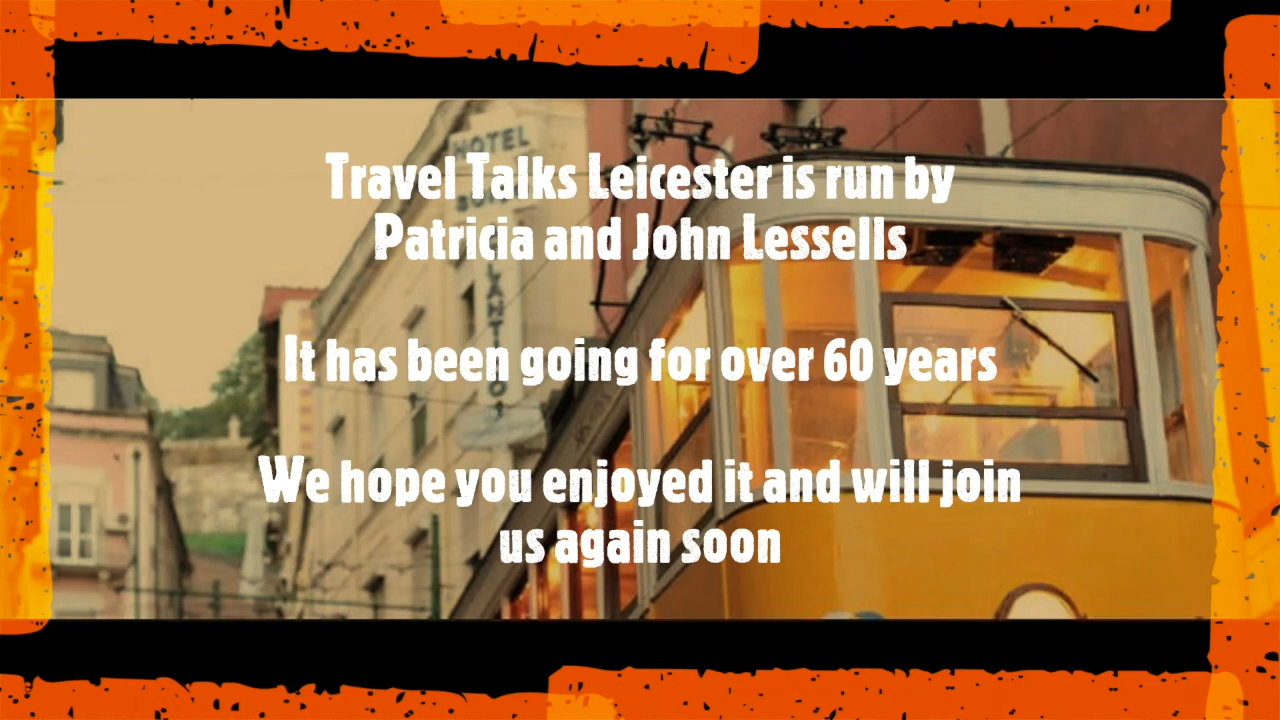 Travel Talks Leicester is run by
Patricia and John Lessells
It has been going for over 60 years
We hope you enjoyed it and will join
us again soon
HOTEL